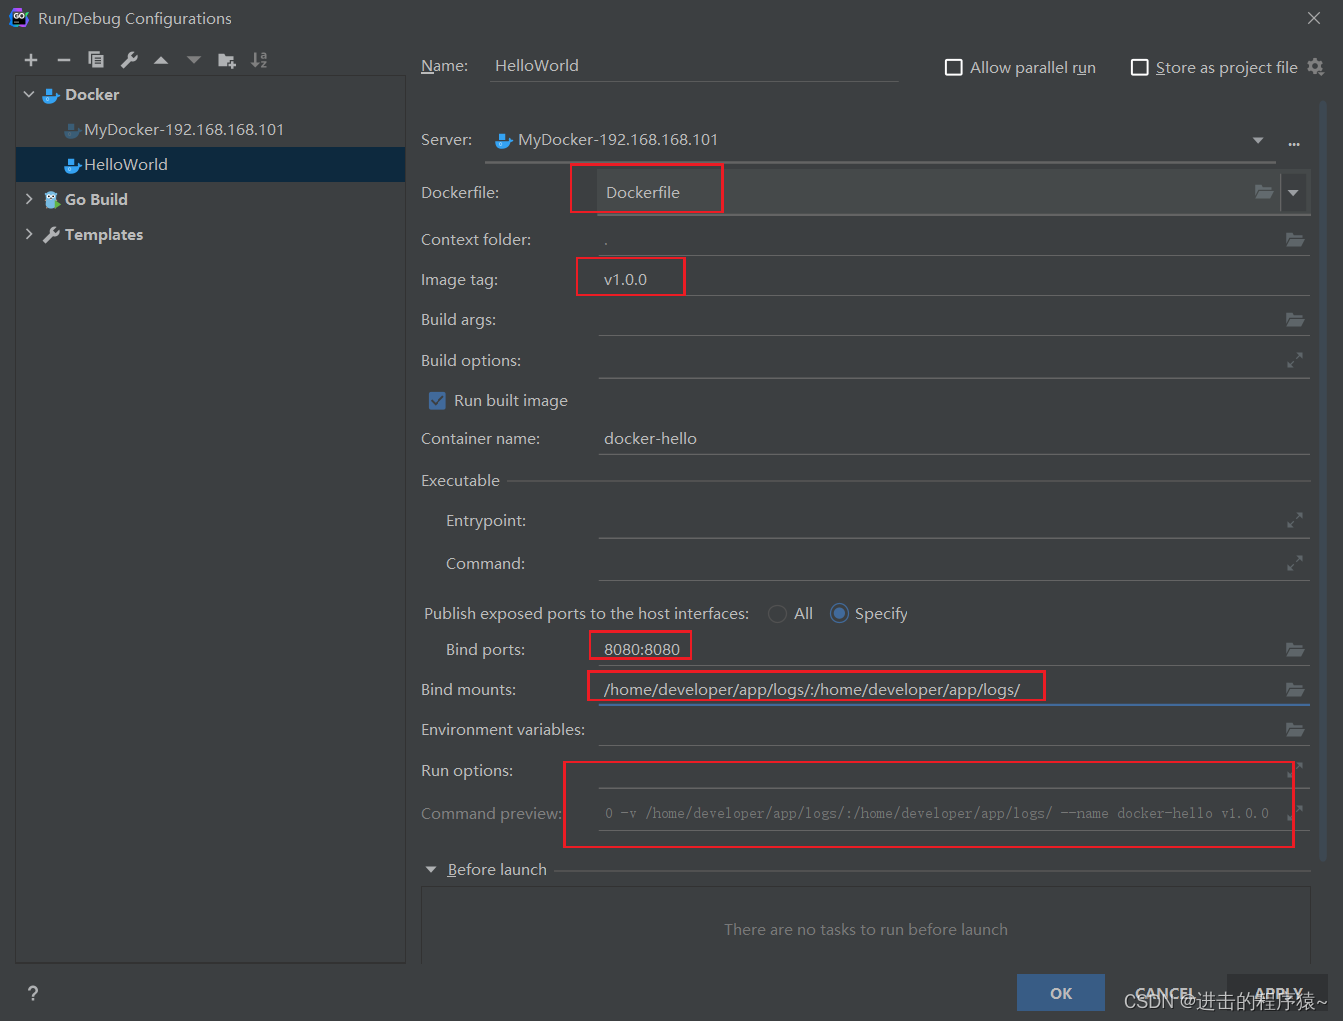 GO Run/Debug Configurations
Name: HelloWorld
Allow parallel run
Store as project file
Docker
MyDocker-192.168.168.101
HelloWorld
Go Build
Templates
Server: MyDocker-192.168.168.101
...
Dockerfile: Dockerfile
Context folder: .
Image tag: v1.0.0
Build args:
Build options:
Run built image
Container name: docker-hello
Executable
Entrypoint:
Command:
Publish exposed ports to the host interfaces: All Specify
Bind ports: 8080:8080
Bind mounts: /home/developer/app/logs/:/home/developer/app/logs/
Environment variables:
Run options:
Command preview: 0 -v /home/developer/app/logs/:/home/developer/app/logs/ --name docker-hello v1.0.0
Before launch
There are no tasks to run before launch
?
OK CANCEL APPLY
CSDN @进击的程序猿~